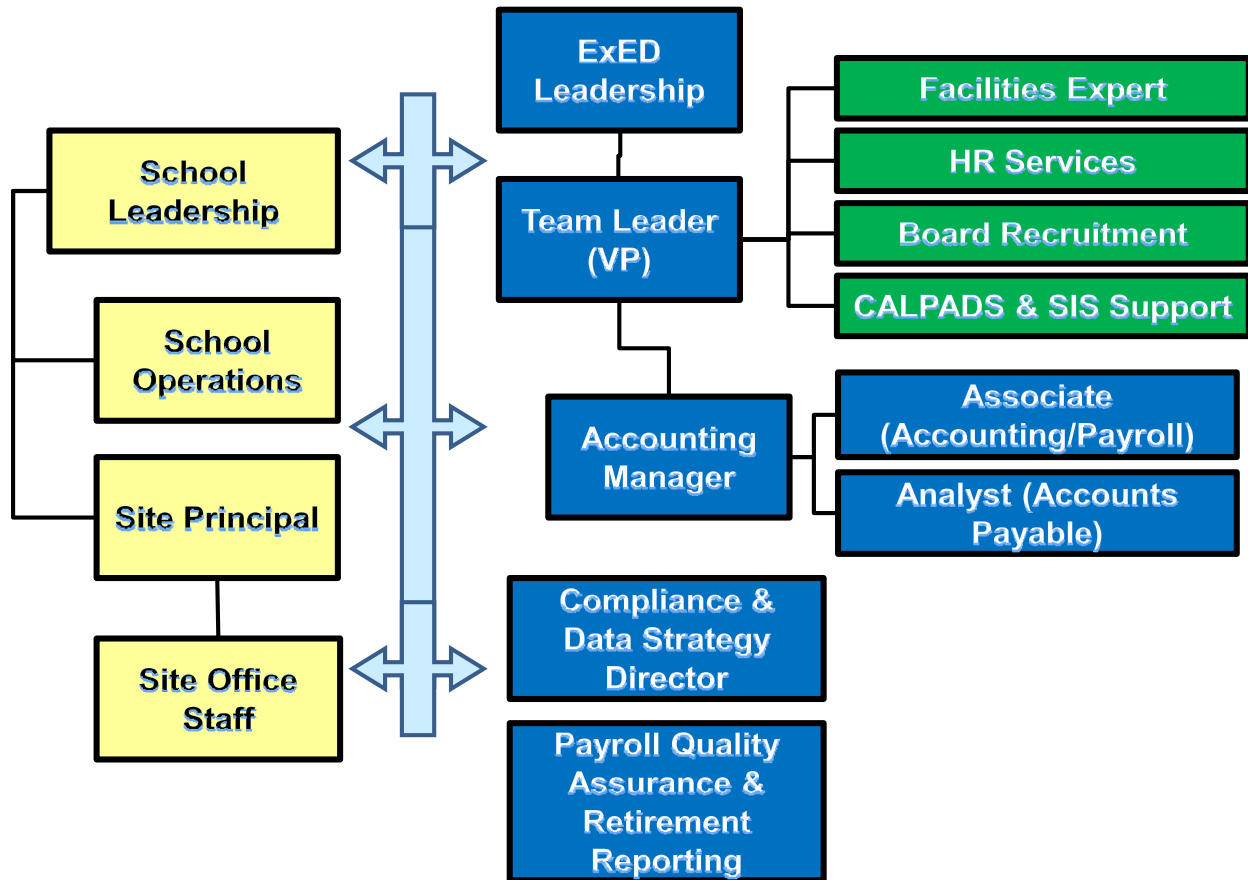 ExED
Leadership
Facilities Expert
School
Leadership
HR Services
Team Leader
(VP)
Board Recruitment
CALPADS & SIS Support
School
Operations
Accounting
Manager
Associate
(Accounting/Payroll)
Analyst (Accounts
Payable)
Site Principal
Compliance &
Data Strategy
Director
Site Office
Staff
Payroll Quality
Assurance &
Retirement
Reporting